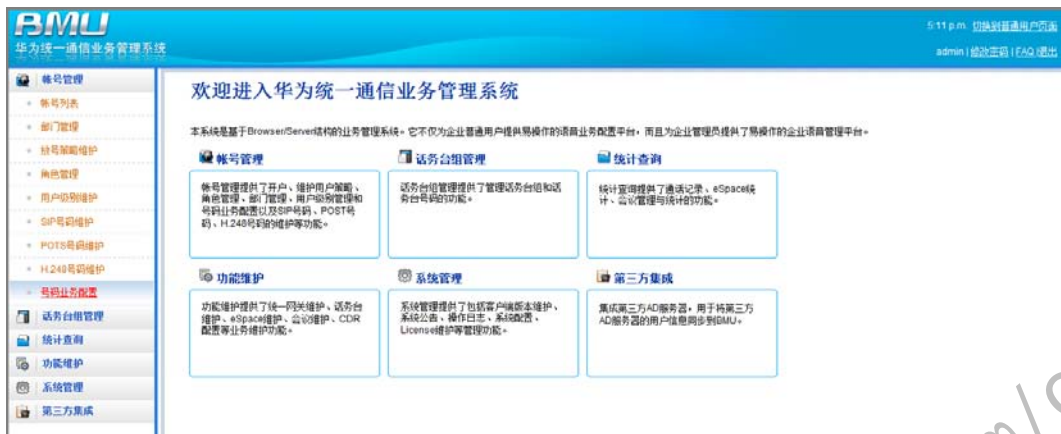 BMU
华为统一通信业务管理系统
5:11 p.m. 切换到普通用户页面
admin | 修改密码 | FAQ | 退出
帐号管理
帐号列表
部门管理
放号策略维护
角色管理
用户级别维护
SIP号码维护
POTS号码维护
H.248号码维护
号码业务配置
话务台组管理
统计查询
功能维护
系统管理
第三方集成
欢迎进入华为统一通信业务管理系统
本系统是基于Browser/Server结构的业务管理系统。它不仅为企业普通用户提供易操作的语音业务配置平台，而且为企业管理员提供了易操作的企业语音管理平台。
帐号管理
帐号管理提供了开户、维护用户策略、
角色管理、部门管理、用户级别管理和
号码业务配置以及SIP号码、POST号
码、H.248号码的维护等功能。
话务台组管理
话务台组管理提供了管理话务台组和话
务台号码的功能。
统计查询
统计查询提供了通话记录、eSpace统
计、会议管理与统计的功能。
功能维护
功能维护提供了统一网关维护、话务台
维护、eSpace维护、会议维护、CDR
配置等业务维护功能。
系统管理
系统管理提供了包括客户端版本维护、
系统公告、操作日志、系统配置、
License维护等管理功能。
第三方集成
集成第三方AD服务器，用于将第三方
AD服务器的用户信息同步到BMU。